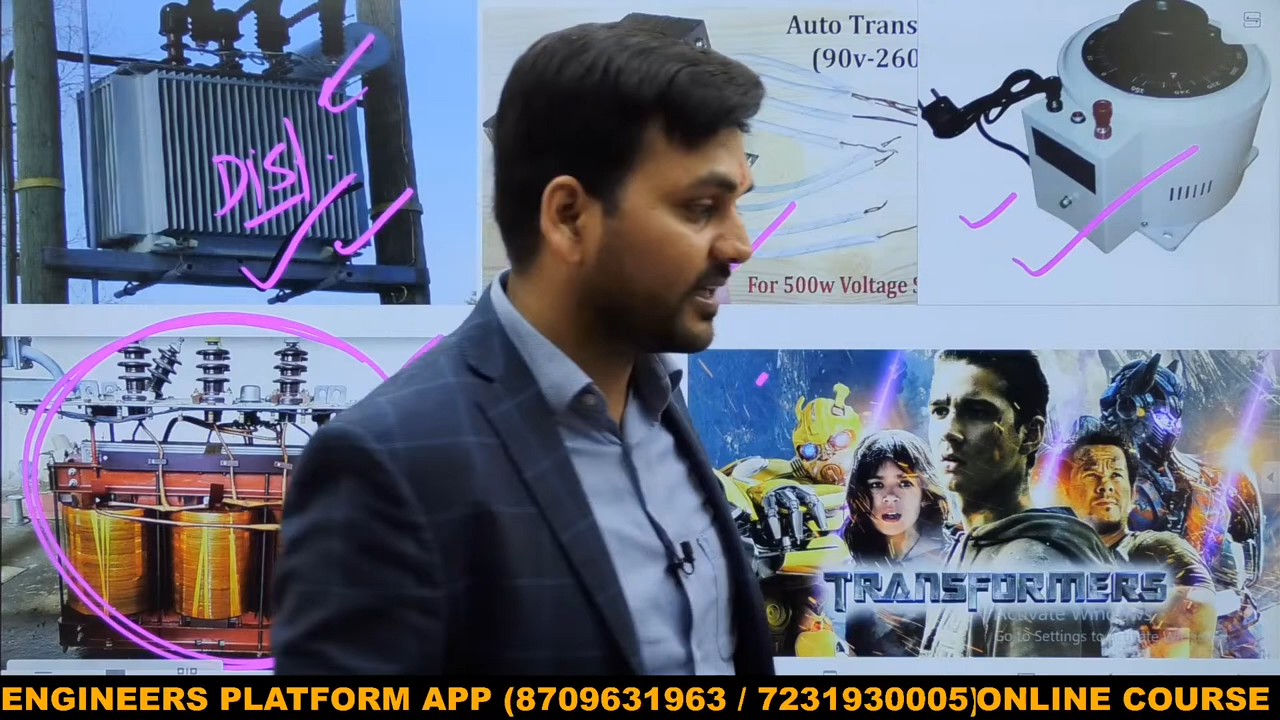 Auto Trans
(90v-260
Dist.
For 500w Voltage S
TRANSFORMERS
Activate Windows
Go to Settings to activate Windows
ENGINEERS PLATFORM APP (8709631963 / 7231930005)ONLINE COURSE